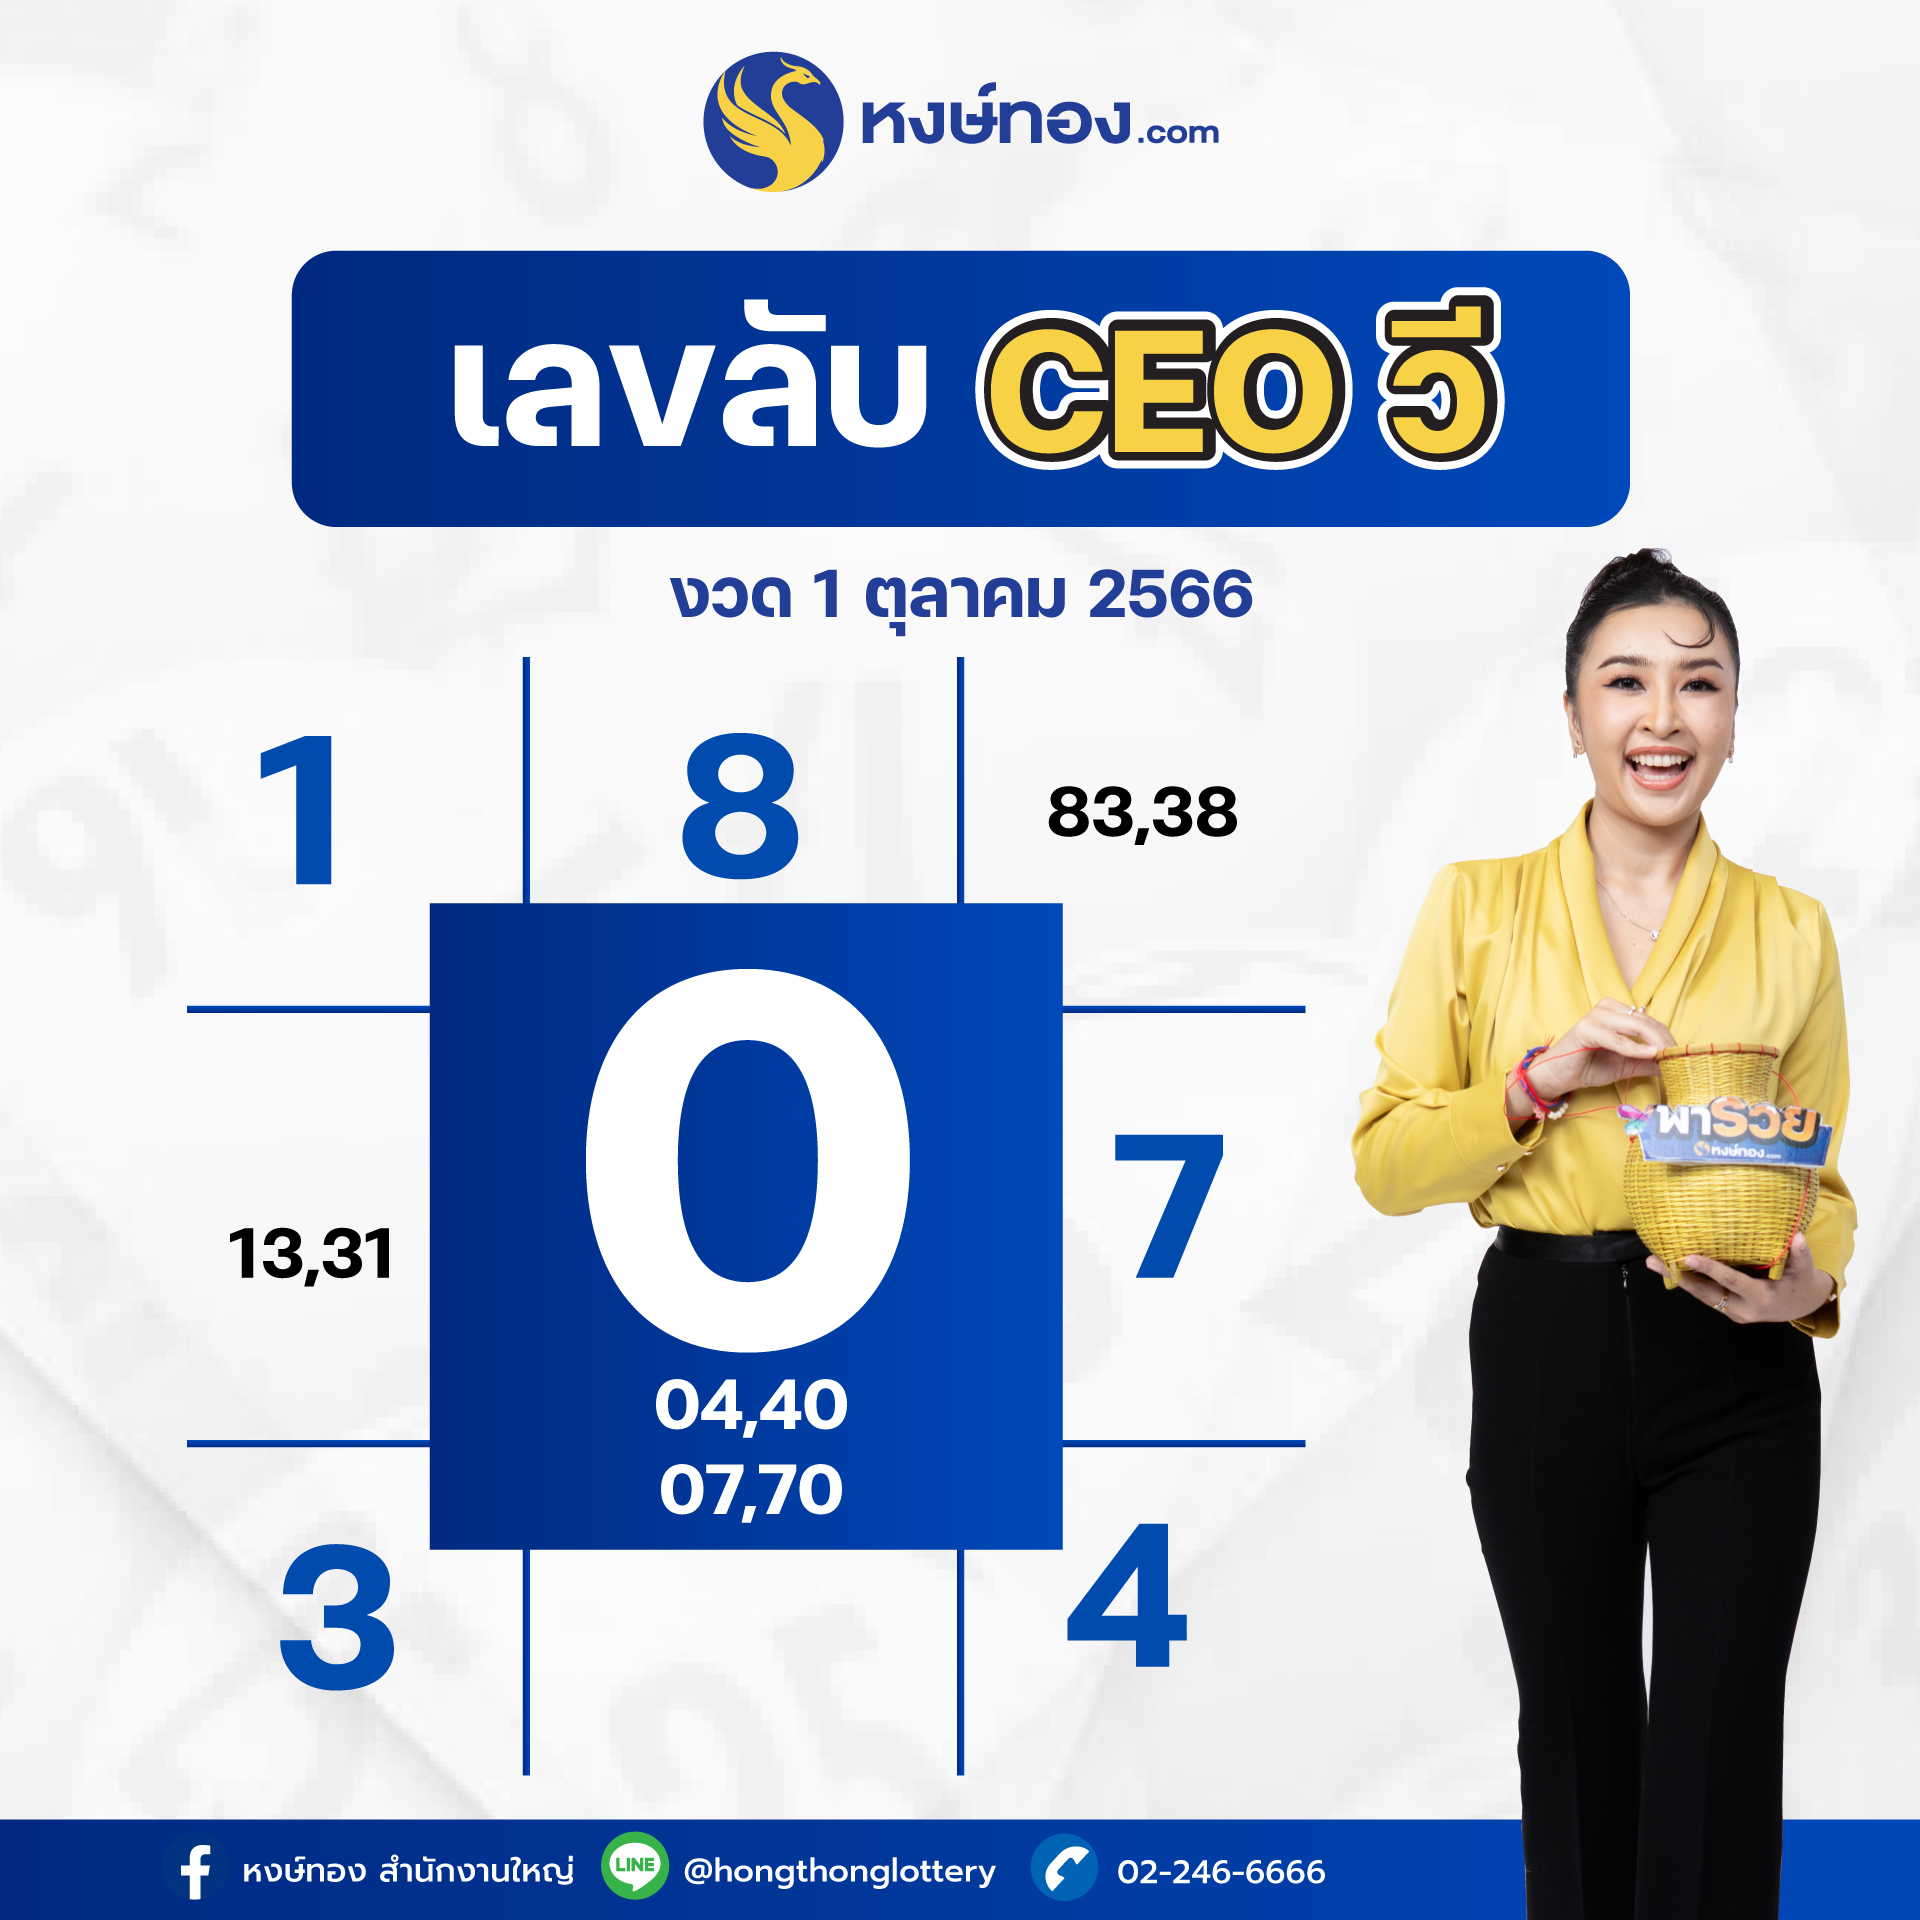 หงษ์ทอง.com
เลขลับ CEO วี
งวด 1 ตุลาคม 2566
1
8
83,38
13,31
0
04,40
07,70
7
3
4
พารวย
หงษ์ทอง.com
หงษ์ทอง สำนักงานใหญ่
LINE
@hongthonglottery
02-246-6666